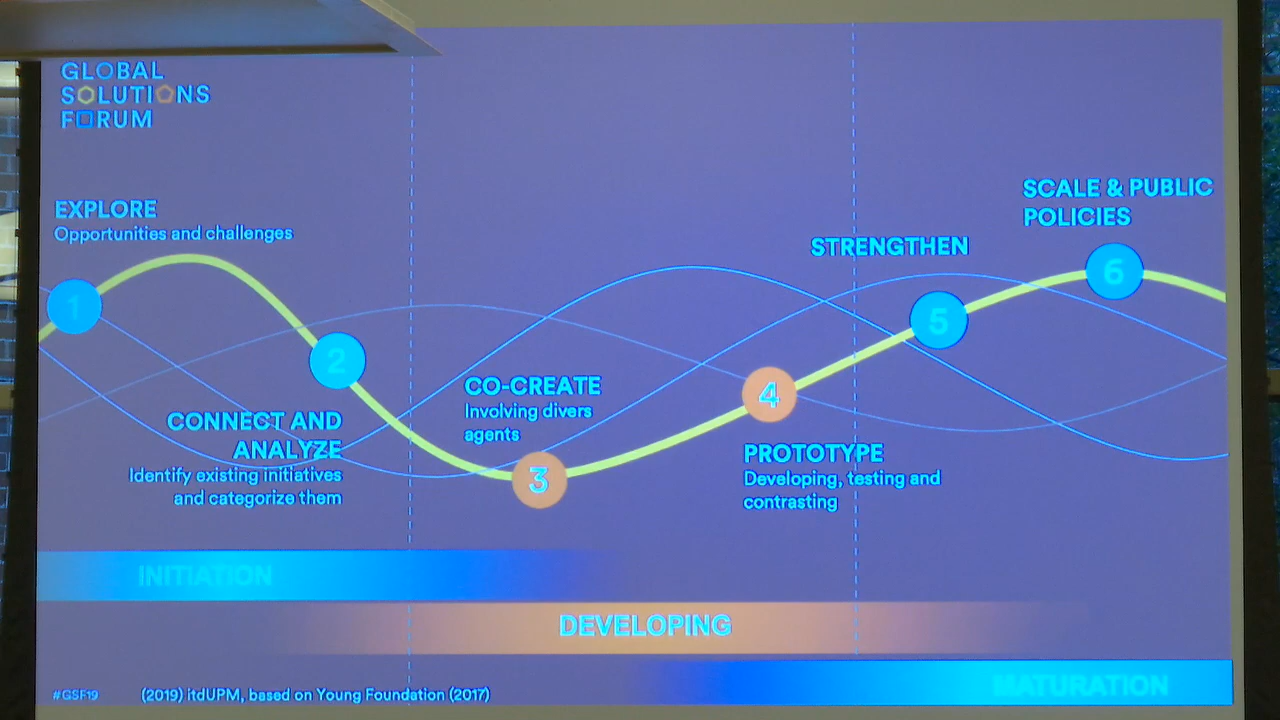 GLOBAL
SOLUTIONS
FORUM
EXPLORE
Opportunities and challenges
1
2
CONNECT AND
ANALYZE
Identify existing initiatives
and categorize them
CO-CREATE
Involving divers
agents
3
4
PROTOTYPE
Developing, testing and
contrasting
STRENGTHEN
5
SCALE & PUBLIC
POLICIES
6
INITIATION
DEVELOPING
MATURATION
#GSF19
(2019) itdUPM, based on Young Foundation (2017)